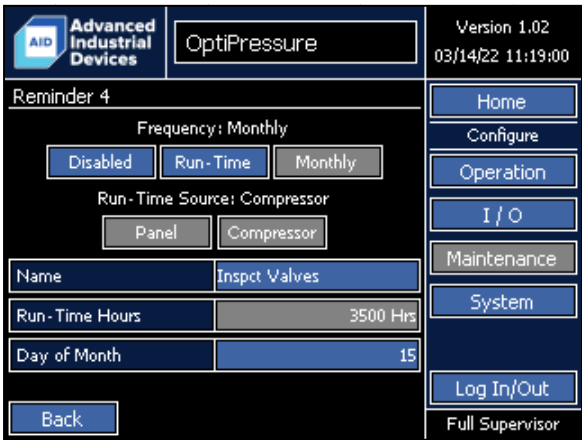 AID
Advanced
Industrial
Devices
OptiPressure
Version 1.02
03/14/22 11:19:00
Reminder 4
Frequency: Monthly
Disabled Run-Time Monthly
Run-Time Source: Compressor
Panel Compressor
Name Inspct Valves
Run-Time Hours 3500 Hrs
Day of Month 15
Back
Home
Configure
Operation
I / O
Maintenance
System
Log In/Out
Full Supervisor